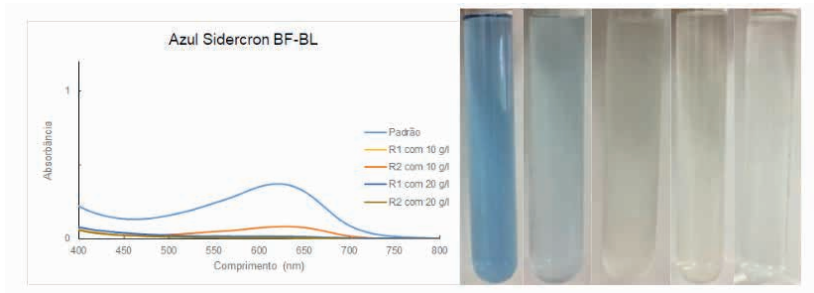 Azul Sidercron BF-BL
1
Absorbância
Padrão
R1 com 10 g/l
R2 com 10 g/l
R1 com 20 g/l
R2 com 20 g/l
0
400 450 500 550 600 650 700 750 800
Comprimento (nm)